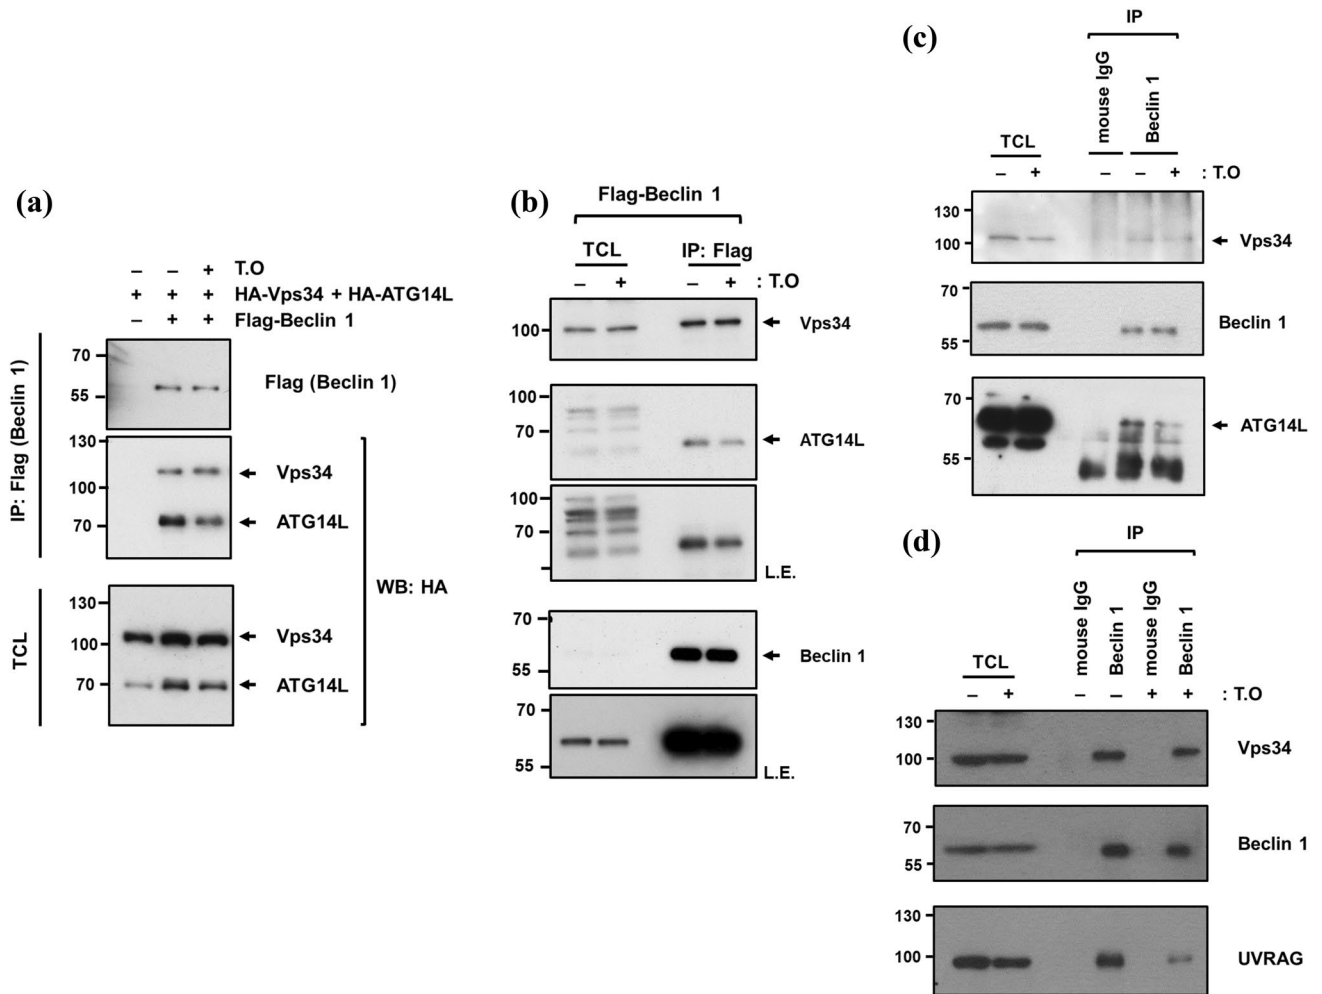 (a)
– – + T.O
+ + + HA-Vps34 + HA-ATG14L
– + + Flag-Beclin 1
IP: Flag (Beclin 1)
70
55
Flag (Beclin 1)
130
100
70
Vps34
ATG14L
WB: HA
TCL
130
100
70
Vps34
ATG14L
(b)
Flag-Beclin 1
TCL IP: Flag
– + – + : T.O
100
Vps34
100
70
ATG14L
100
70
L.E.
70
55
Beclin 1
70
55
L.E.
(c)
IP
mouse IgG
Beclin 1
TCL
– + – – + : T.O
130
100
Vps34
70
55
Beclin 1
70
55
ATG14L
(d)
IP
mouse IgG
Beclin 1
mouse IgG
Beclin 1
TCL
– + – – + + : T.O
130
100
Vps34
70
55
Beclin 1
130
100
UVRAG